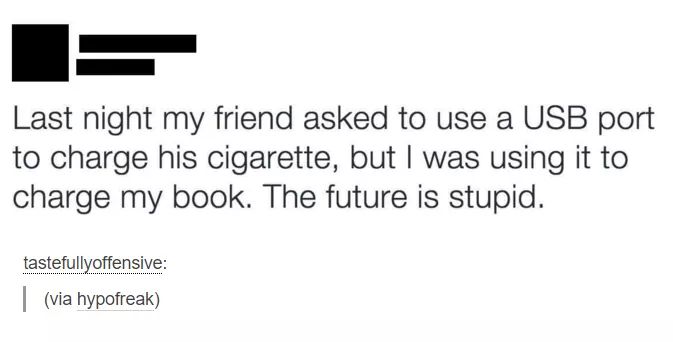 Last night my friend asked to use a USB port
to charge his cigarette, but I was using it to
charge my book. The future is stupid.
tastefullyoffensive:
(via hypofreak)